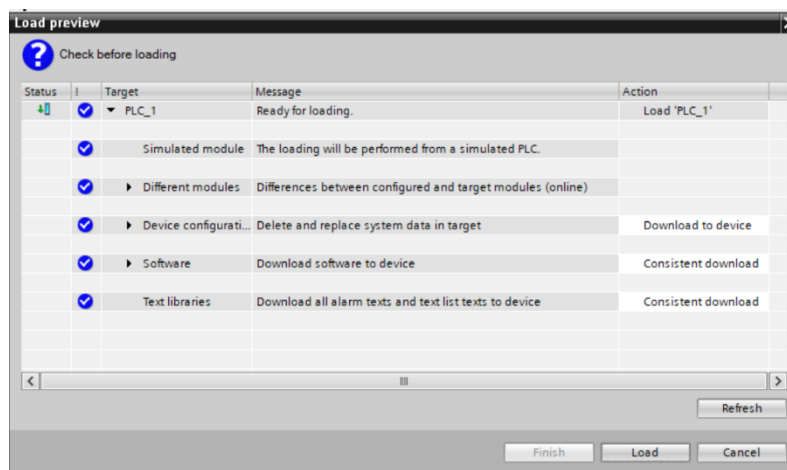 Load preview
Check before loading
Status ! Target Message Action
PLC_1 Ready for loading. Load 'PLC_1'
Simulated module The loading will be performed from a simulated PLC.
Different modules Differences between configured and target modules (online)
Device configurati... Delete and replace system data in target Download to device
Software Download software to device Consistent download
Text libraries Download all alarm texts and text list texts to device Consistent download
Refresh
Finish Load Cancel